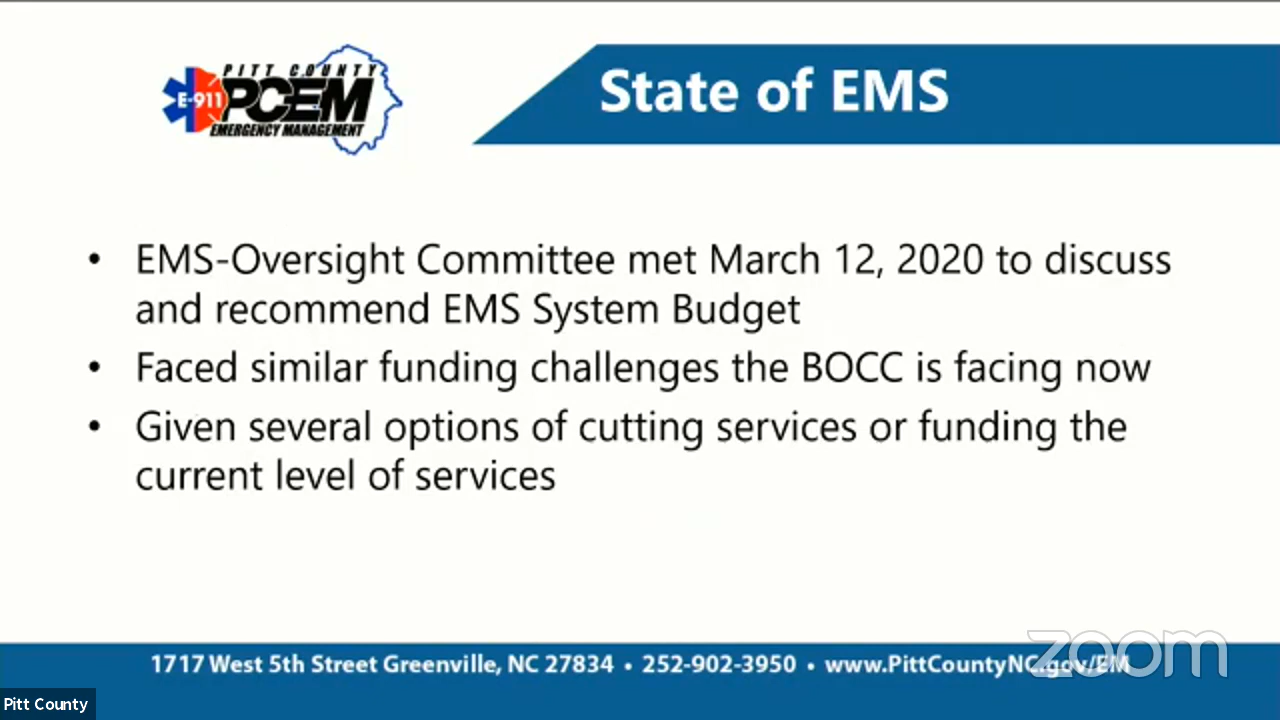 PITT COUNTY
E-911
PCEM
EMERGENCY MANAGEMENT
State of EMS
• EMS-Oversight Committee met March 12, 2020 to discuss
and recommend EMS System Budget
• Faced similar funding challenges the BOCC is facing now
• Given several options of cutting services or funding the
current level of services
1717 West 5th Street Greenville, NC 27834 • 252-902-3950 • www.PittCountyNC.gov/EM
zoom
Pitt County